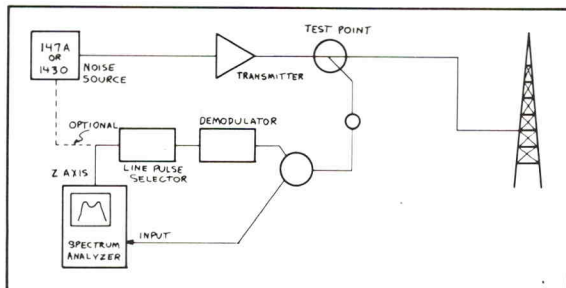 TEST POINT
147A
OR
1430
NOISE
SOURCE
TRANSMITTER
OPTIONAL
DEMODULATOR
Z AXIS
LINE PULSE
SELECTOR
INPUT
SPECTRUM
ANALYZER